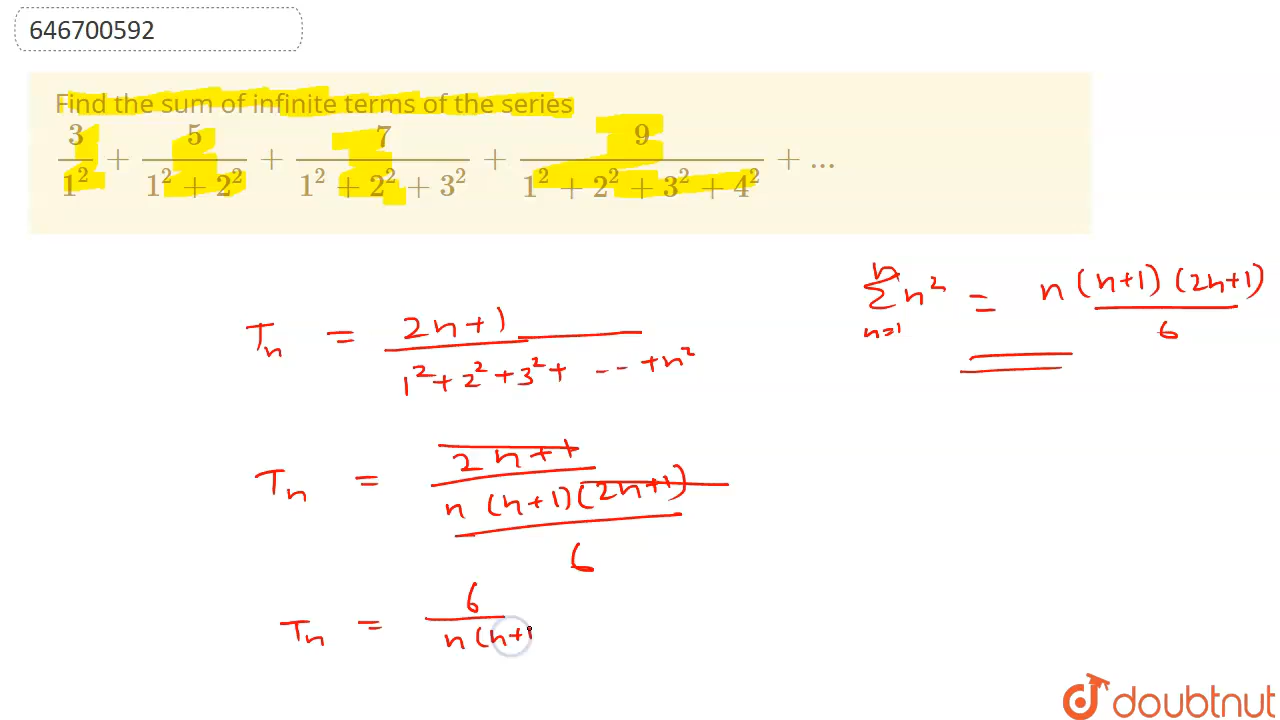 646700592
Find the sum of infinite terms of the series
3/1² + 5/(1² + 2²) + 7/(1² + 2² + 3²) + 9/(1² + 2² + 3² + 4²) + ...
∑_{n=1}^{n} n² = n(n+1)(2n+1)/6
Tn = (2n+1)/(1² + 2² + 3² + -- + n²)
Tn = (2n+1)/(n(n+1)(2n+1)/6)
Tn = 6/n(n+1
doubtnut